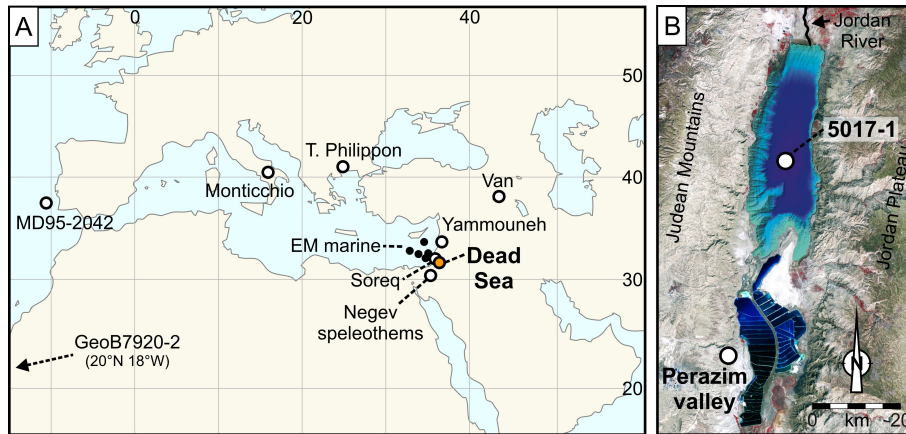 A
0
20
40
50
T. Philippon
Monticchio
40
Van
MD95-2042
Yammouneh
EM marine
Dead
Sea
30
Soreq
Negev
speleothems
GeoB7920-2
(20°N 18°W)
20
B
Jordan
River
Judean Mountains
5017-1
Jordan Plateau
Perazim
valley
N
0 km 20